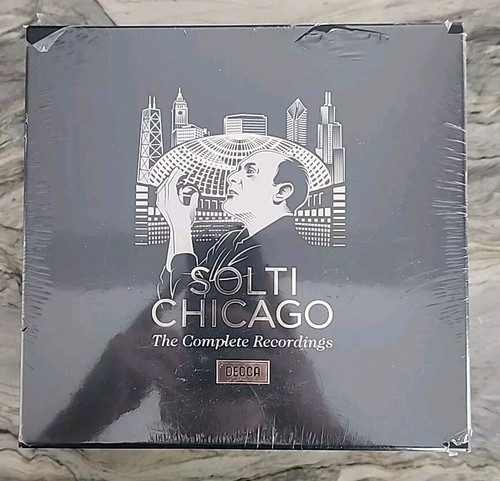 SOLTI
CHICAGO
The Complete Recordings
DECCA